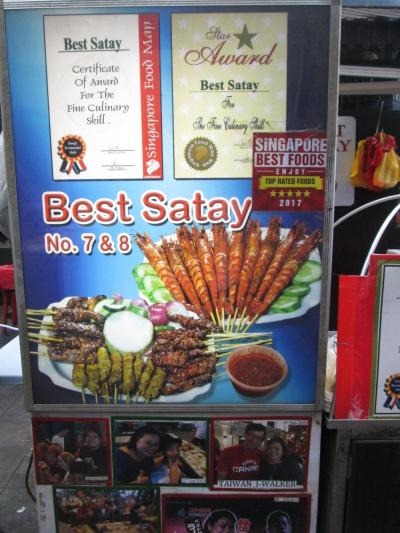 Best Satay
Certificate
Of Award
For The
Fine Culinary
Skill.
Singapore Food Map
Star
Award
Best Satay
For
The Fine Culinary Skill
SINGAPORE
BEST FOODS
ENJOY
TOP RATED FOODS
2017
Best Satay
No. 7 & 8
TAIWAN J-WALKER